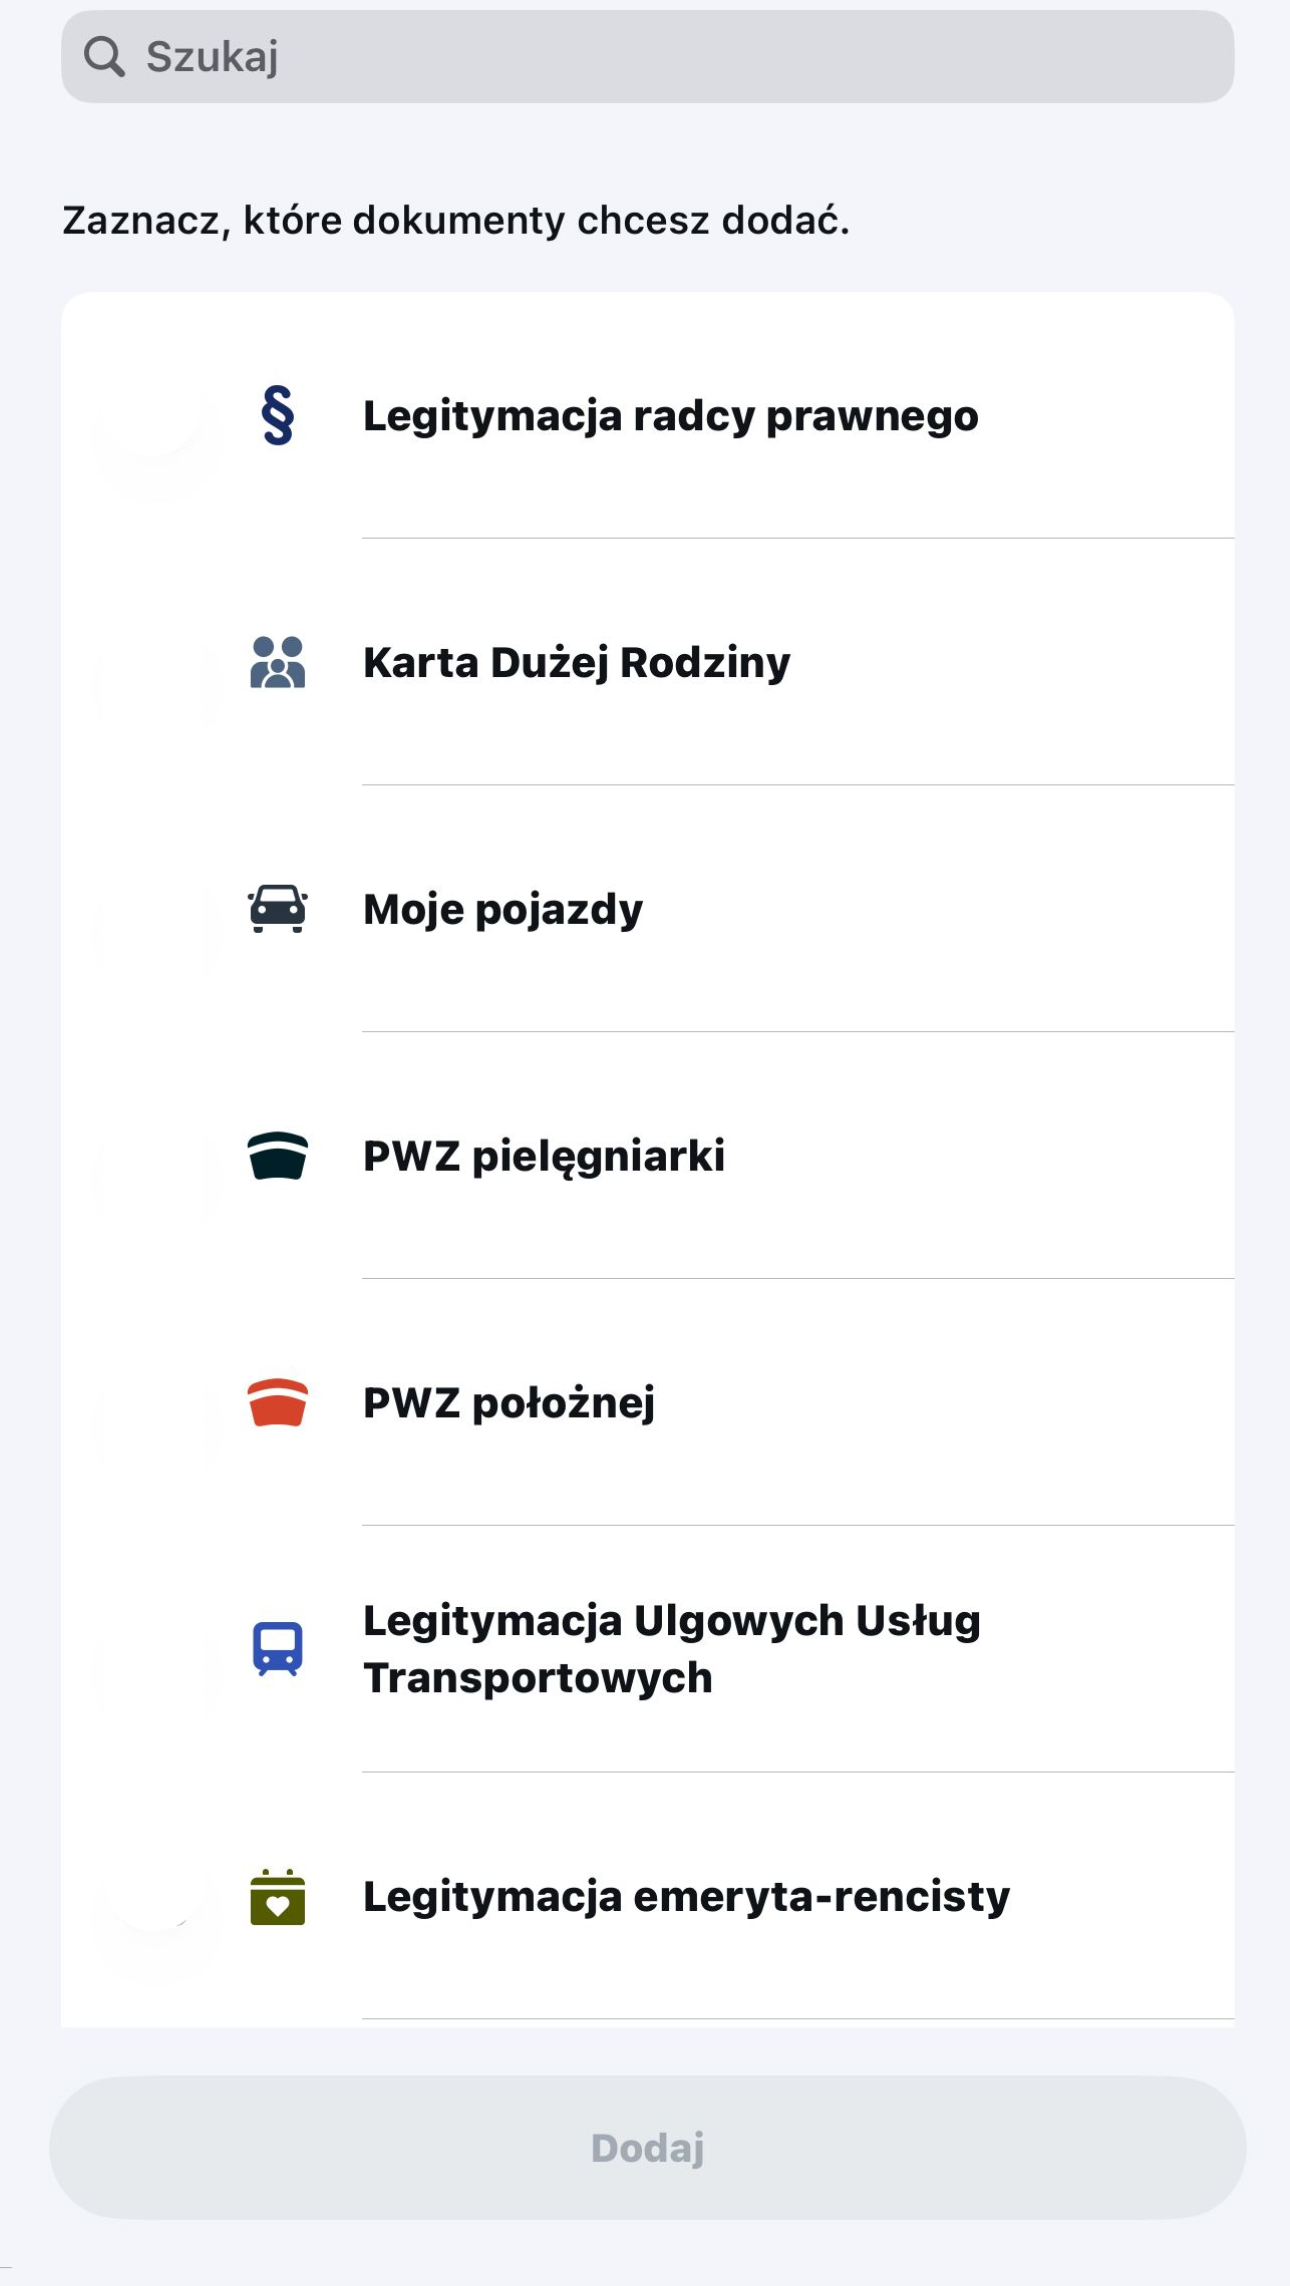 Szukaj
Zaznacz, które dokumenty chcesz dodać.
§ Legitymacja radcy prawnego
Karta Dużej Rodziny
Moje pojazdy
PWZ pielęgniarki
PWZ położnej
Legitymacja Ulgowych Usług
Transportowych
Legitymacja emeryta-rencisty
Dodaj